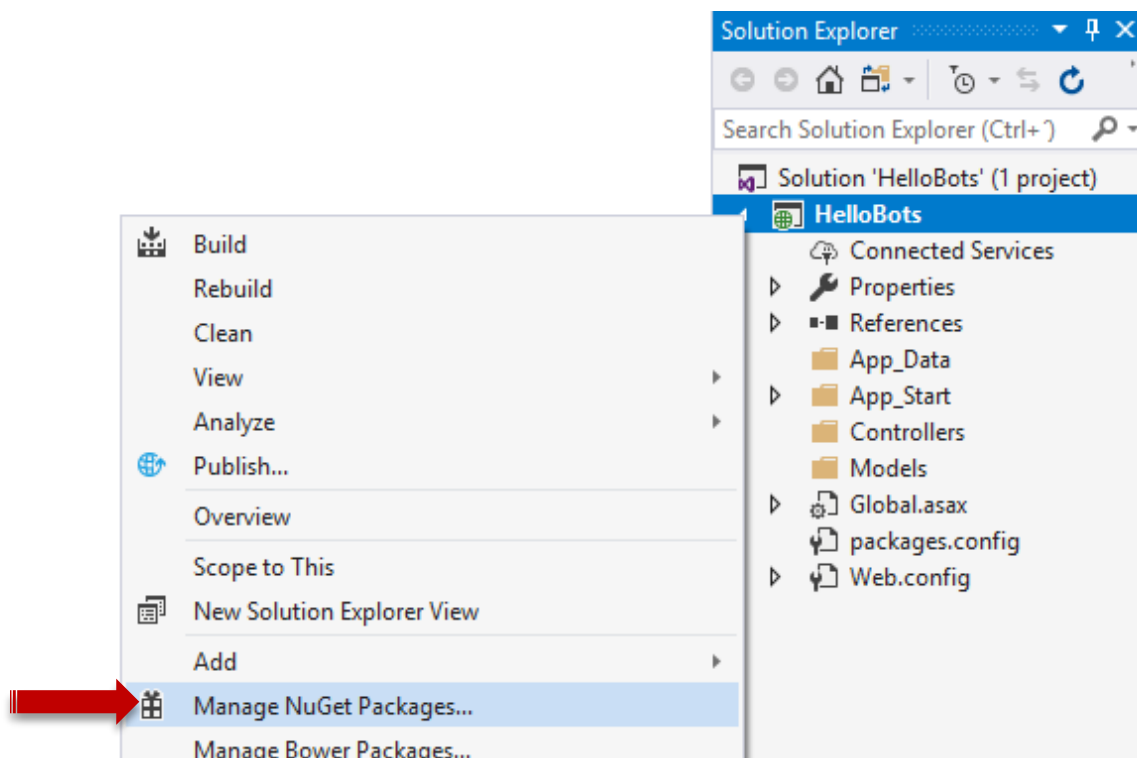 Solution Explorer
Search Solution Explorer (Ctrl+´)
Solution 'HelloBots' (1 project)
HelloBots
Connected Services
Properties
References
App_Data
App_Start
Controllers
Models
Global.asax
packages.config
Web.config
Build
Rebuild
Clean
View
Analyze
Publish...
Overview
Scope to This
New Solution Explorer View
Add
Manage NuGet Packages...
Manage Bower Packages...